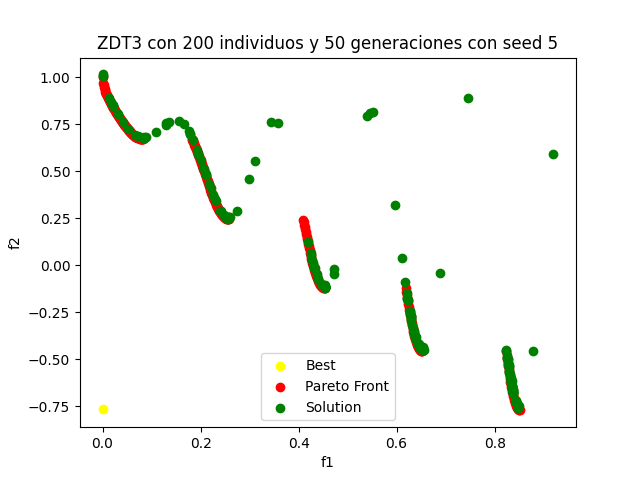 ZDT3 con 200 individuos y 50 generaciones con seed 5
1.00
0.75
0.50
0.25
0.00
−0.25
−0.50
−0.75
f2
Best
Pareto Front
Solution
0.0 0.2 0.4 0.6 0.8
f1